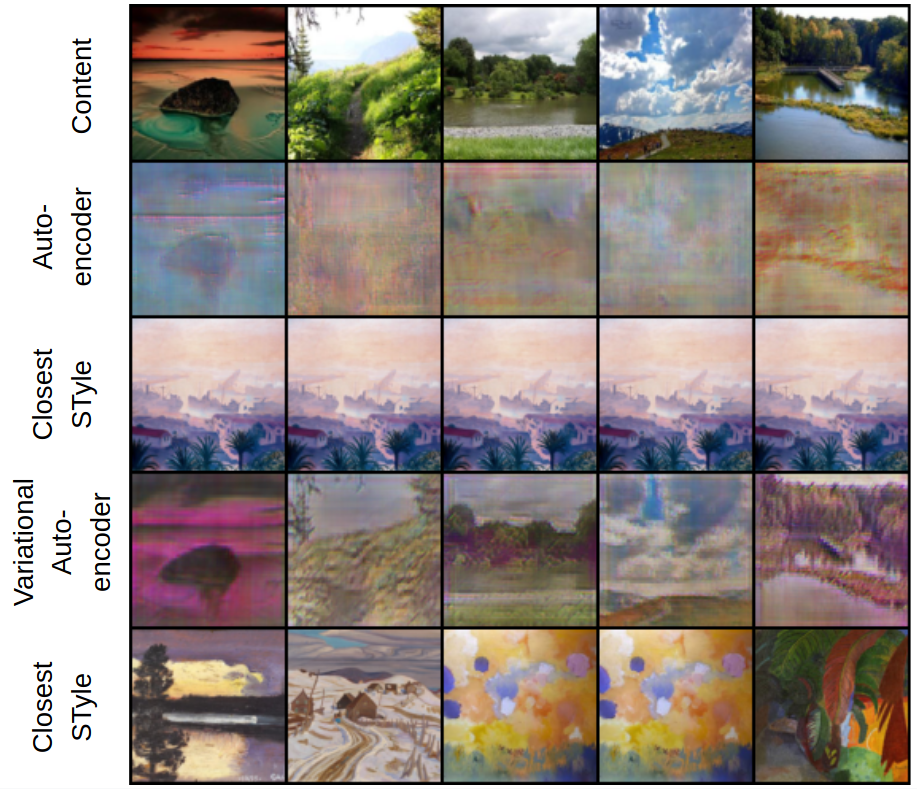 Content
Auto-
encoder
Closest
STyle
Variational
Auto-
encoder
Closest
STyle